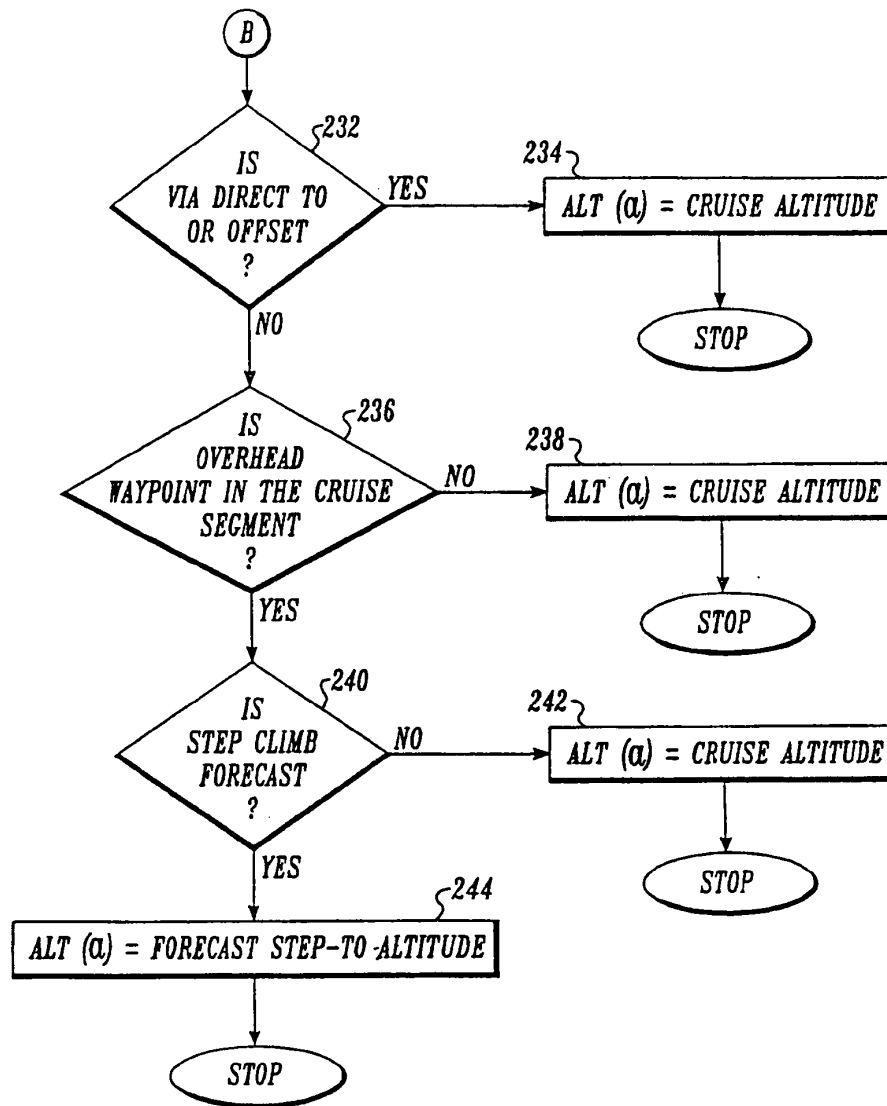 B
232
IS
VIA DIRECT TO
OR OFFSET
?
YES
234
ALT (α) = CRUISE ALTITUDE
STOP
NO
236
IS
OVERHEAD
WAYPOINT IN THE CRUISE
SEGMENT
?
NO
238
ALT (α) = CRUISE ALTITUDE
STOP
YES
240
IS
STEP CLIMB
FORECAST
?
NO
242
ALT (α) = CRUISE ALTITUDE
STOP
YES
244
ALT (α) = FORECAST STEP-TO-ALTITUDE
STOP